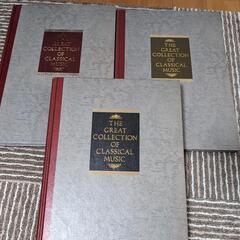 THE
GREAT
COLLECTION
OF
CLASSICAL
MUSIC
THE
GREAT
COLLECTION
OF
CLASSICAL
MUSIC
THE
GREAT
COLLECTION
OF
CLASSICAL
MUSIC